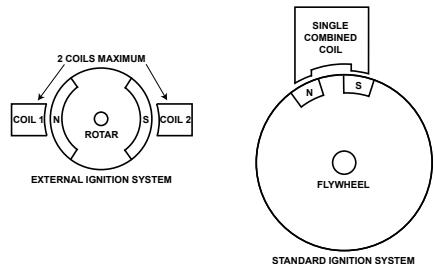 2 COILS MAXIMUM
COIL 1
N
S
COIL 2
ROTAR
EXTERNAL IGNITION SYSTEM
SINGLE
COMBINED
COIL
N
S
FLYWHEEL
STANDARD IGNITION SYSTEM